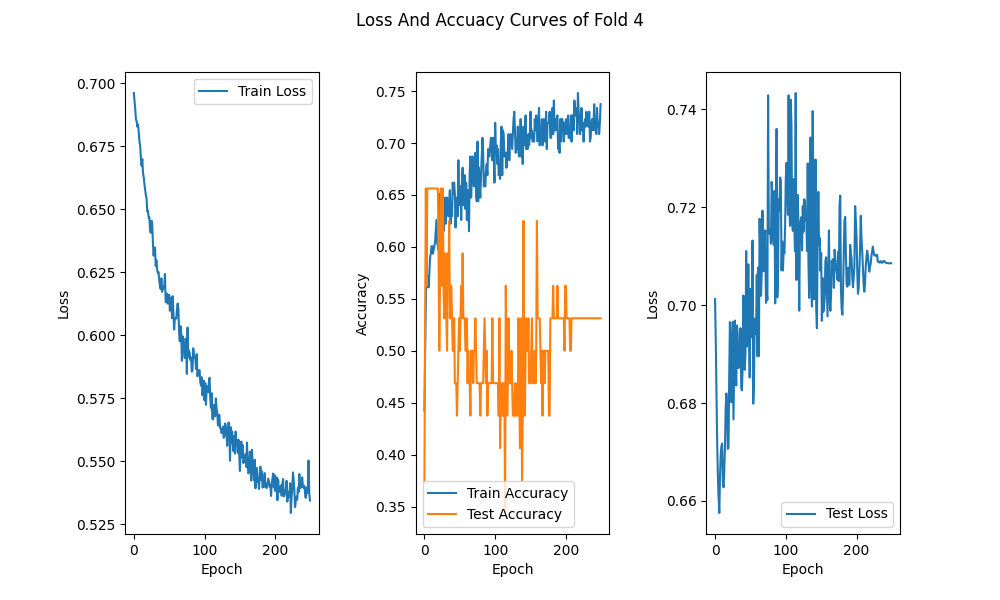 Loss And Accuacy Curves of Fold 4
0.700
0.675
0.650
0.625
0.600
0.575
0.550
0.525
Loss
0 100 200
Epoch
Train Loss
0.75
0.70
0.65
0.60
0.55
0.50
0.45
0.40
0.35
Accuracy
0 100 200
Epoch
Train Accuracy
Test Accuracy
0.74
0.72
0.70
0.68
0.66
Loss
0 100 200
Epoch
Test Loss